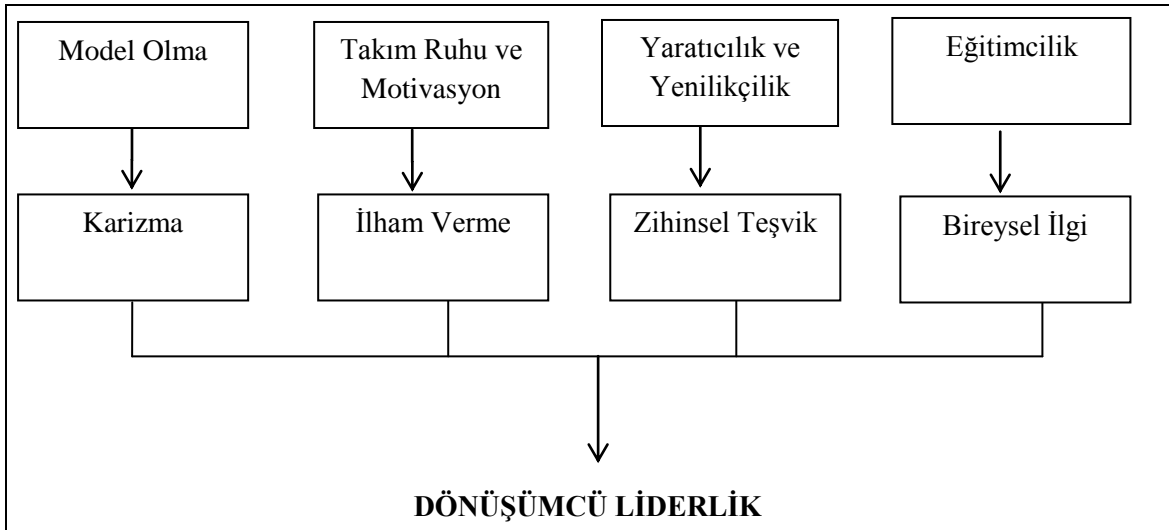 Model Olma
Takım Ruhu ve
Motivasyon
Yaratıcılık ve
Yenilikçilik
Eğitimcilik
Karizma
İlham Verme
Zihinsel Teşvik
Bireysel İlgi
DÖNÜŞÜMCÜ LİDERLİK